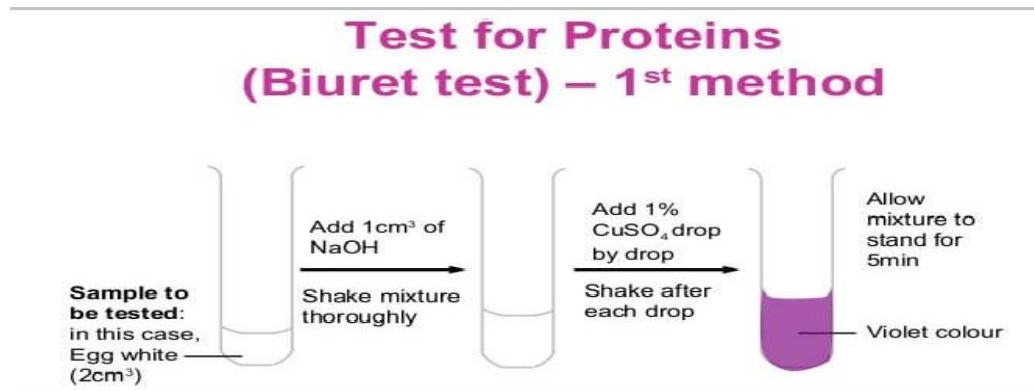 Test for Proteins
(Biuret test) – 1st method
Add 1cm³ of
NaOH
Shake mixture
thoroughly
Add 1%
CuSO₄ drop
by drop
Shake after
each drop
Allow
mixture to
stand for
5min
Sample to
be tested:
in this case,
Egg white
(2cm³)
Violet colour